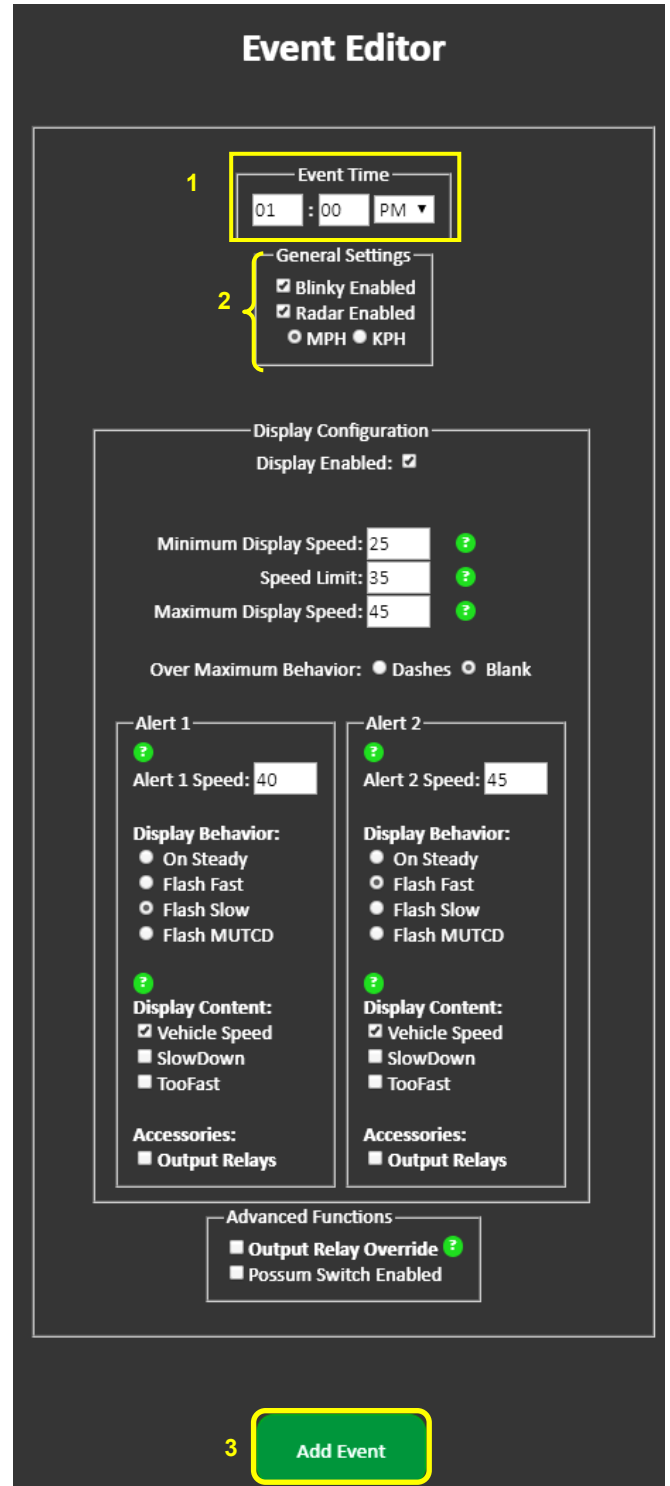 Event Editor
1
Event Time
01 : 00 PM
General Settings
2
Blinky Enabled
Radar Enabled
MPH KPH
Display Configuration
Display Enabled:
Minimum Display Speed: 25 ?
Speed Limit: 35 ?
Maximum Display Speed: 45 ?
Over Maximum Behavior: Dashes Blank
Alert 1
?
Alert 1 Speed: 40
Display Behavior:
On Steady
Flash Fast
Flash Slow
Flash MUTCD
?
Display Content:
Vehicle Speed
SlowDown
TooFast
Accessories:
Output Relays
Alert 2
?
Alert 2 Speed: 45
Display Behavior:
On Steady
Flash Fast
Flash Slow
Flash MUTCD
?
Display Content:
Vehicle Speed
SlowDown
TooFast
Accessories:
Output Relays
Advanced Functions
Output Relay Override ?
Possum Switch Enabled
3
Add Event